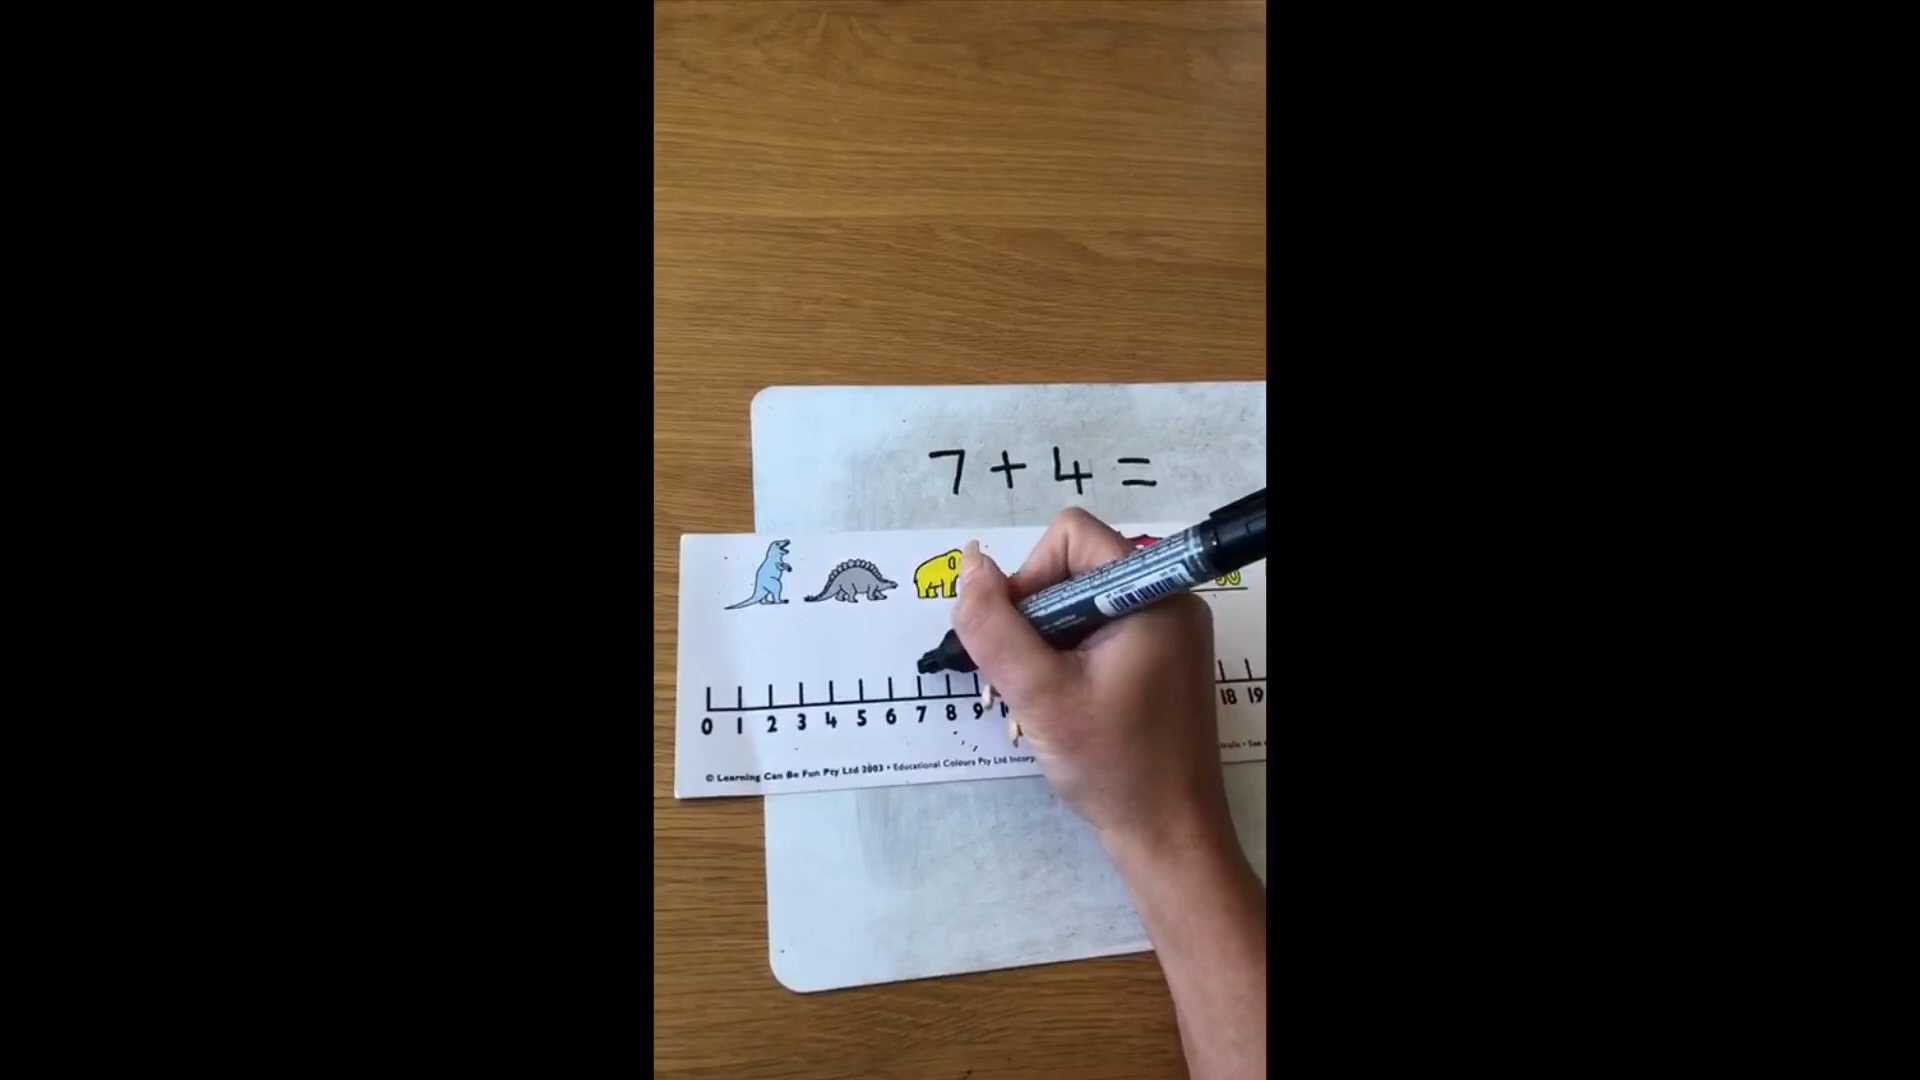 7 + 4 =
0 1 2 3 4 5 6 7 8 9 18 19
© Learning Can Be Fun Pty Ltd 2003 • Educational Colours Pty Ltd